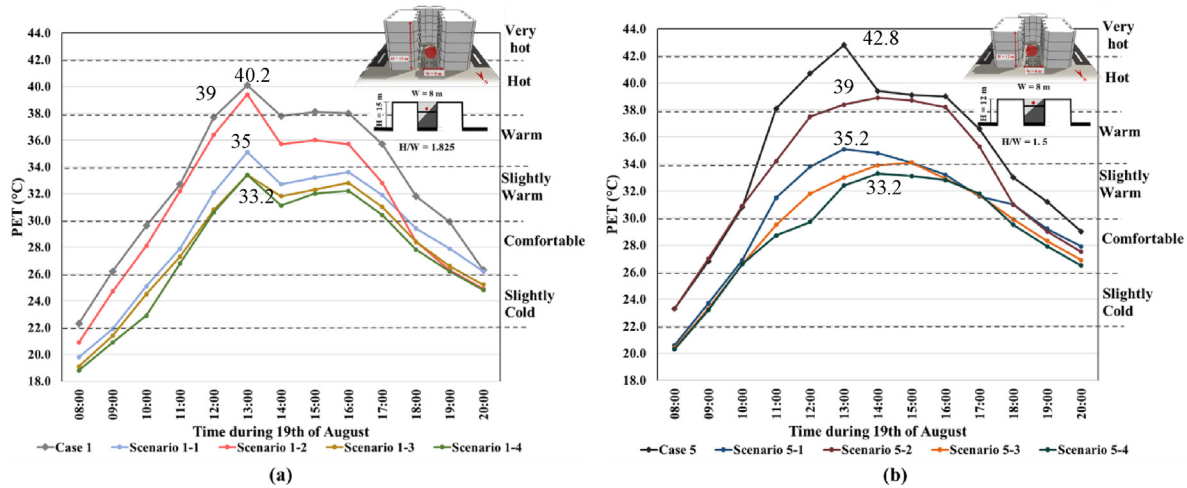 (a)
44.0
42.0
40.0
38.0
36.0
34.0
32.0
30.0
28.0
26.0
24.0
22.0
20.0
18.0
PET (°C)
39
40.2
35
33.2
H = 15 m
W = 8 m
H/W = 1.825
Very
hot
Hot
Warm
Slightly
Warm
Comfortable
Slightly
Cold
08:00
09:00
10:00
11:00
12:00
13:00
14:00
15:00
16:00
17:00
18:00
19:00
20:00
Time during 19th of August
Case 1 Scenario 1-1 Scenario 1-2 Scenario 1-3 Scenario 1-4
(a)
b)
44.0
42.0
40.0
38.0
36.0
34.0
32.0
30.0
28.0
26.0
24.0
22.0
20.0
18.0
PET (°C)
42.8
39
35.2
33.2
H = 12 m
W = 8 m
H = 12 m
H/W = 1. 5
Very
hot
Hot
Warm
Slightly
Warm
Comfortable
Slightly
Cold
08:00
09:00
10:00
11:00
12:00
13:00
14:00
15:00
16:00
17:00
18:00
19:00
20:00
Time during 19th of August
Case 5 Scenario 5-1 Scenario 5-2 Scenario 5-3 Scenario 5-4
(b)